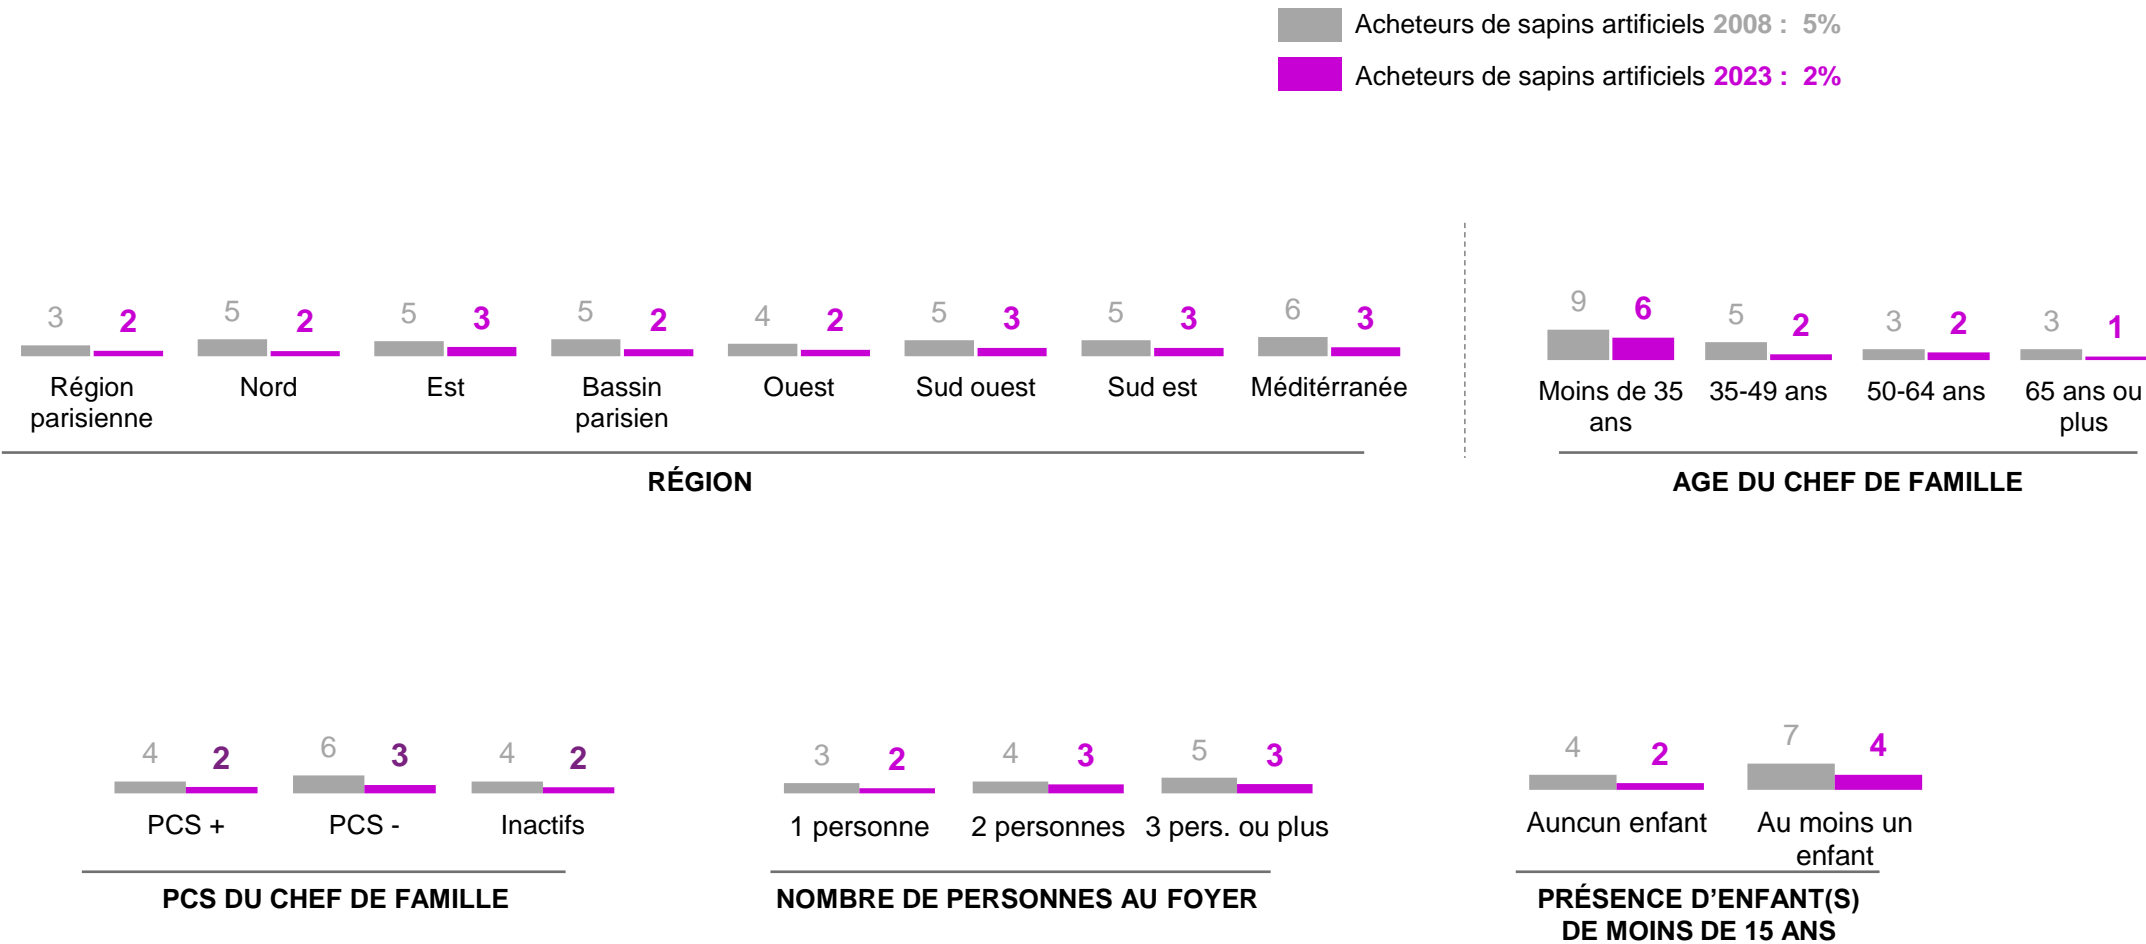 Acheteurs de sapins artificiels 2008 : 5%
Acheteurs de sapins artificiels 2023 : 2%
3 2 5 2 5 3 5 2 4 2 5 3 5 3 6 3
Région parisienne
Nord
Est
Bassin parisien
Ouest
Sud ouest
Sud est
Méditérranée
RÉGION
9 6 5 2 3 2 3 1
Moins de 35 ans
35-49 ans
50-64 ans
65 ans ou plus
AGE DU CHEF DE FAMILLE
4 2 6 3 4 2
PCS +
PCS -
Inactifs
PCS DU CHEF DE FAMILLE
3 2 4 3 5 3
1 personne
2 personnes
3 pers. ou plus
NOMBRE DE PERSONNES AU FOYER
4 2 7 4
Auncun enfant
Au moins un enfant
PRÉSENCE D'ENFANT(S)
DE MOINS DE 15 ANS